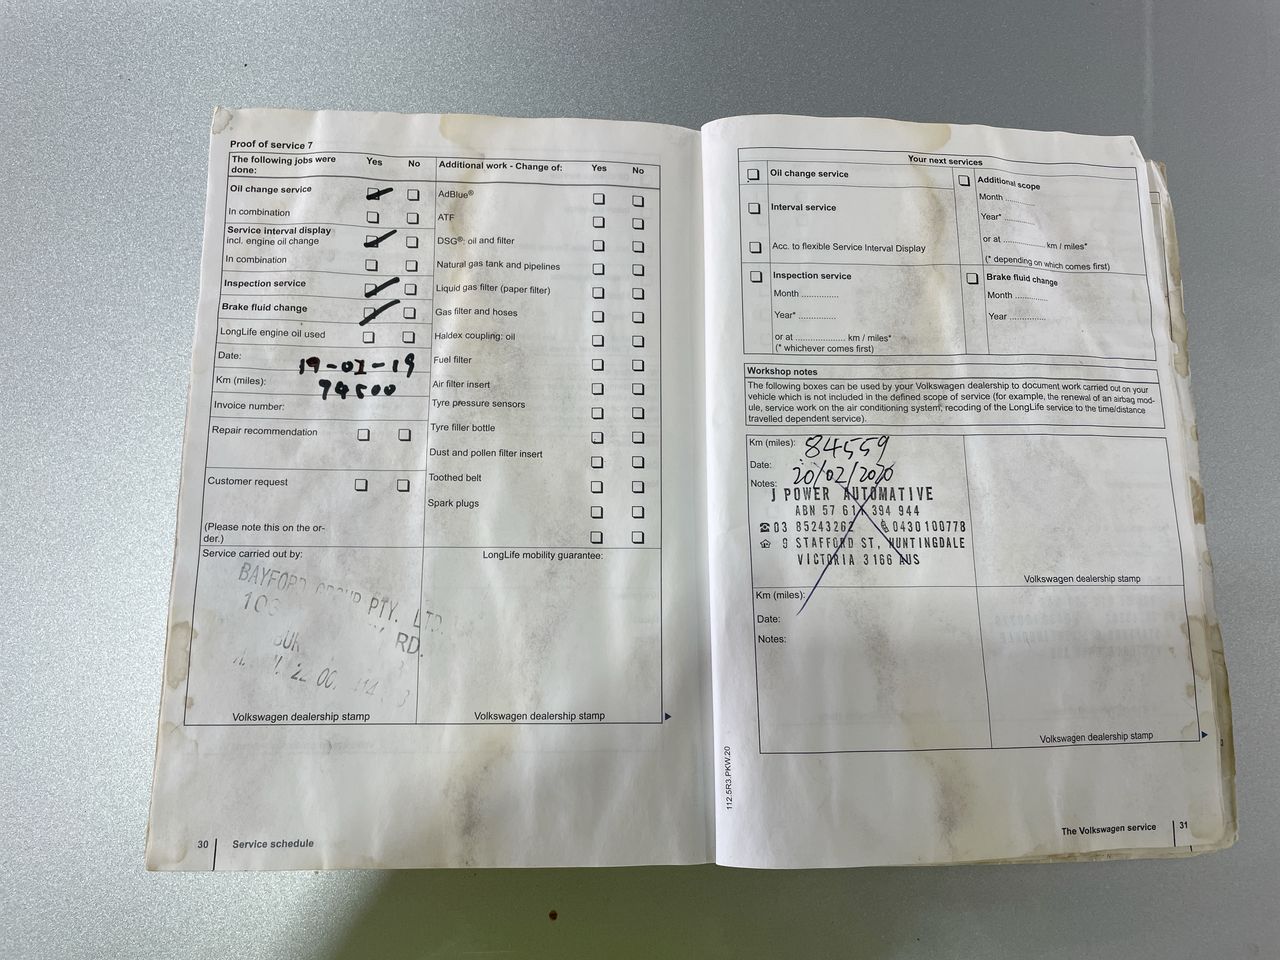 Proof of service 7
The following jobs were done:
Yes
No
Oil change service
In combination
Service interval display
incl. engine oil change
In combination
Inspection service
Brake fluid change
LongLife engine oil used
Date: 19-01-19
Km (miles): 94500
Invoice number:
Repair recommendation
Customer request
(Please note this on the or-
der.)
Service carried out by:
BAYFORD GROUP PTY. LTD.
RD.
Volkswagen dealership stamp
Additional work - Change of:
Yes
No
AdBlue®
ATF
DSG®: oil and filter
Natural gas tank and pipelines
Liquid gas filter (paper filter)
Gas filter and hoses
Haldex coupling: oil
Fuel filter
Air filter insert
Tyre pressure sensors
Tyre filler bottle
Dust and pollen filter insert
Toothed belt
Spark plugs
LongLife mobility guarantee:
Volkswagen dealership stamp
30 Service schedule
Your next services
Oil change service
Interval service
Acc. to flexible Service Interval Display
Additional scope
Month ..........
Year* ..........
or at .............. km / miles*
(* depending on which comes first)
Inspection service
Month .............
Year* .............
or at .................. km / miles*
(* whichever comes first)
Brake fluid change
Month ...........
Year .............
Workshop notes
The following boxes can be used by your Volkswagen dealership to document work carried out on your
vehicle which is not included in the defined scope of service (for example, the renewal of an airbag mod-
ule, service work on the air conditioning system, recoding of the LongLife service to the time/distance
travelled dependent service).
Km (miles): 84559
Date: 20/02/2020
Notes:
J POWER AUTOMATIVE
ABN 57 611 394 944
☎03 85243262 0430100778
9 STAFFORD ST, HUNTINGDALE
VICTORIA 3166 AUS
Volkswagen dealership stamp
Km (miles):
Date:
Notes:
Volkswagen dealership stamp
112.5R3.PKW.20
The Volkswagen service 31